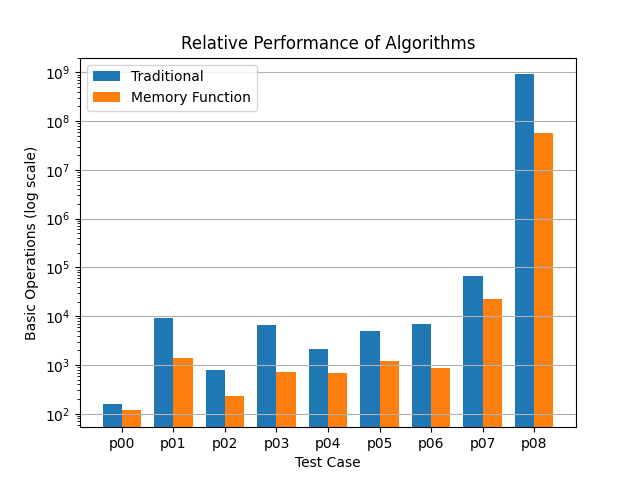 Relative Performance of Algorithms
Traditional
Memory Function
Basic Operations (log scale)
10⁹
10⁸
10⁷
10⁶
10⁵
10⁴
10³
10²
p00 p01 p02 p03 p04 p05 p06 p07 p08
Test Case